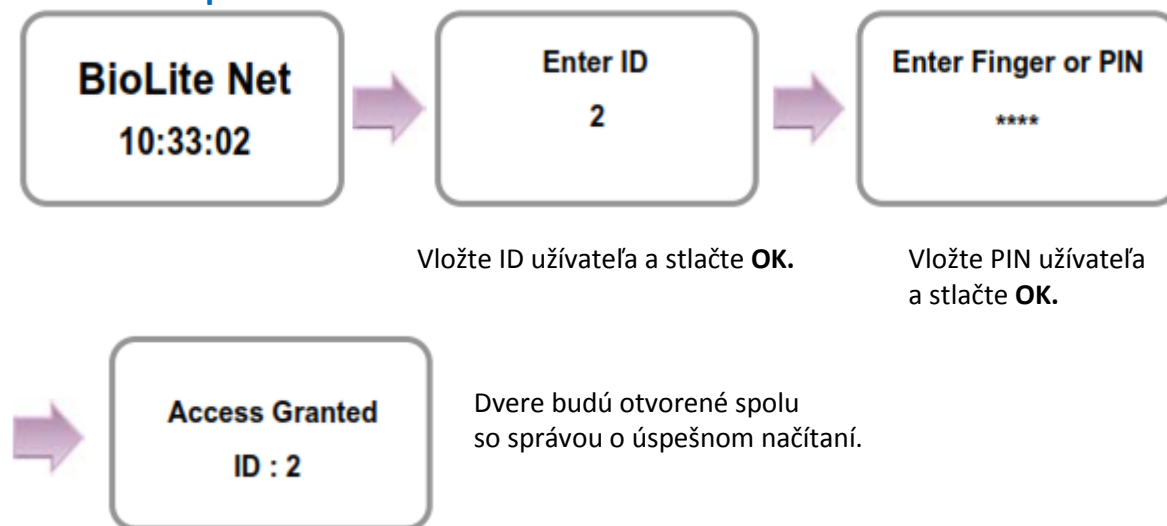 BioLite Net
10:33:02
Enter ID
2
Enter Finger or PIN
****
Vložte ID užívateľa a stlačte OK.
Vložte PIN užívateľa
a stlačte OK.
Access Granted
ID : 2
Dvere budú otvorené spolu
so správou o úspešnom načítaní.